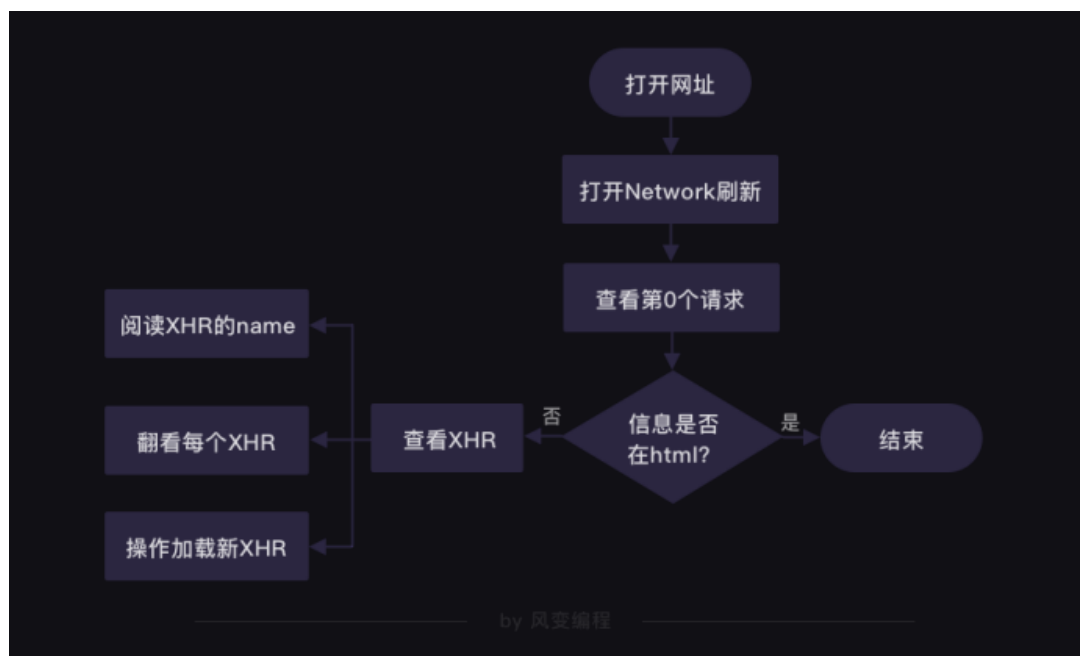 打开网址
打开Network刷新
查看第0个请求
阅读XHR的name
否
信息是否
是
翻看每个XHR
查看XHR
在html?
结束
操作加载新XHR
by 风变编程